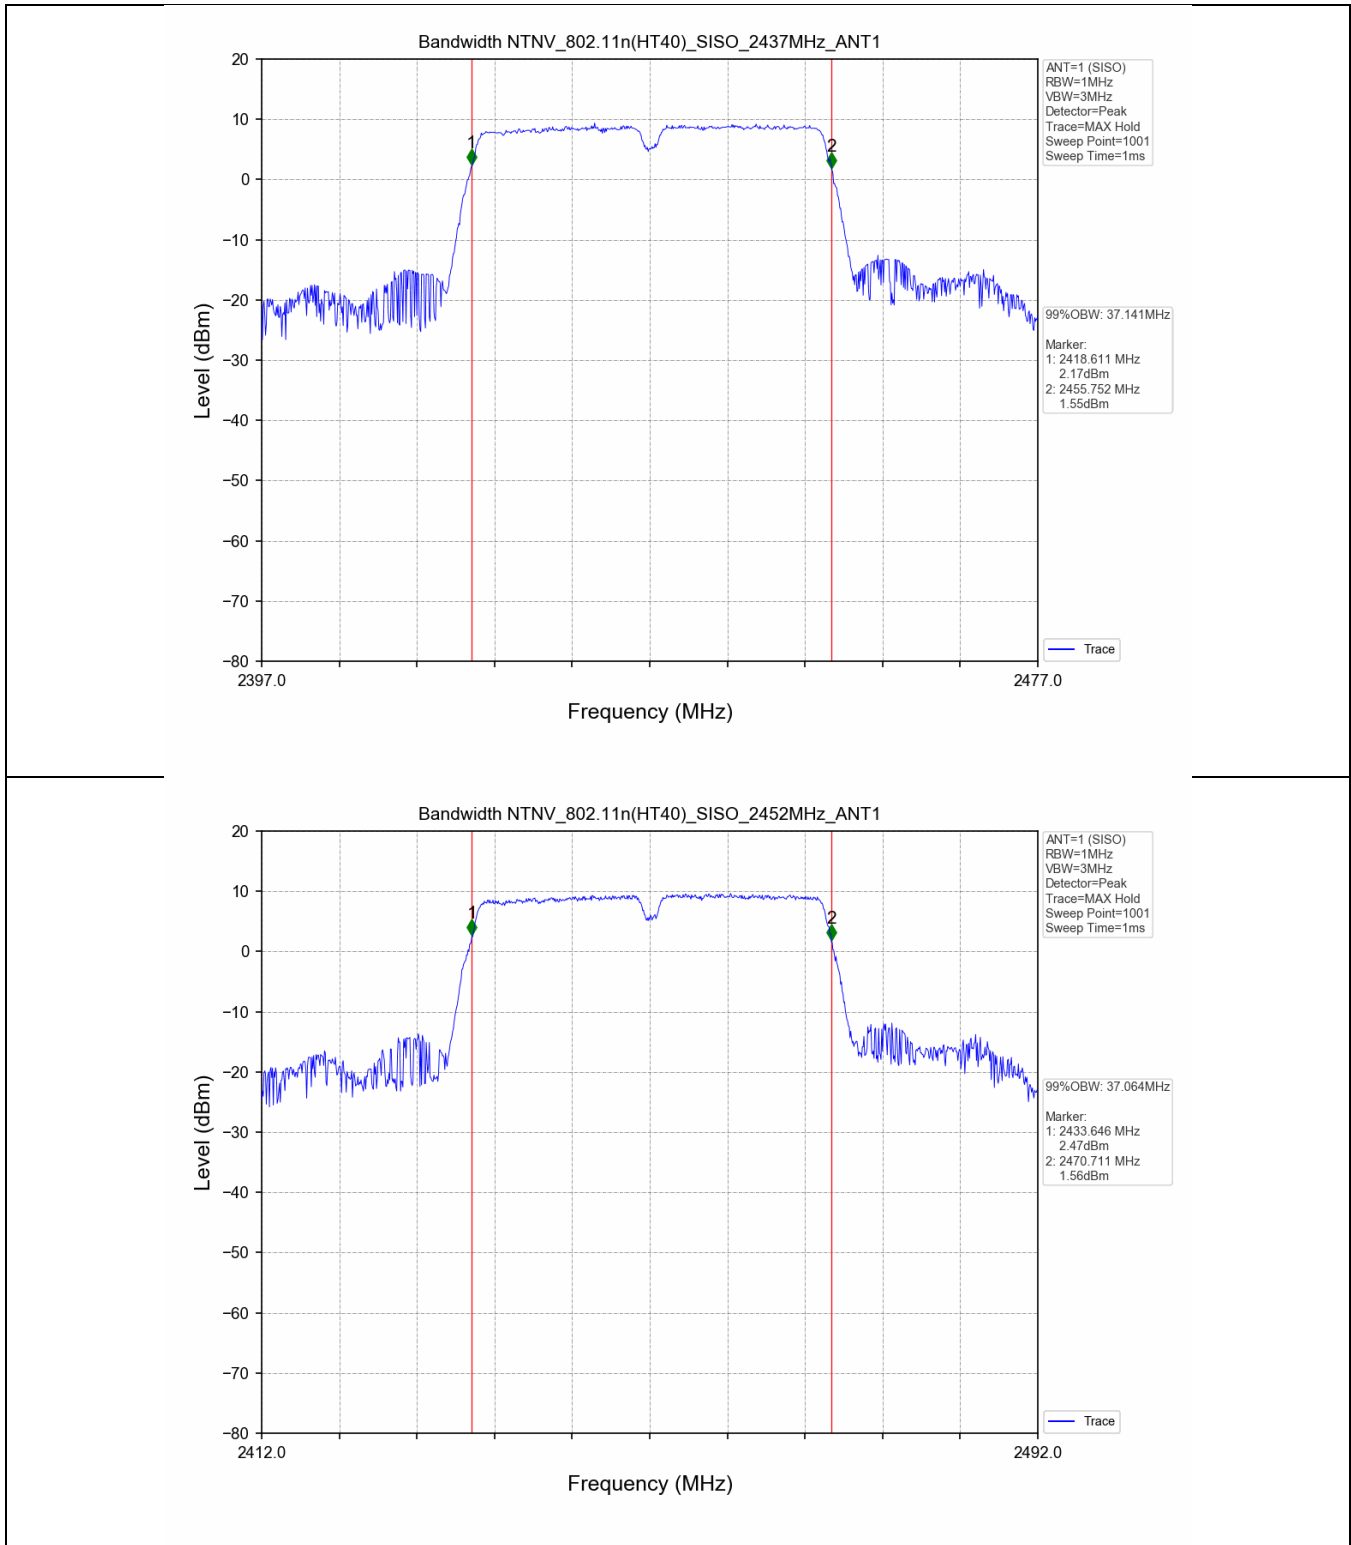 Bandwidth NTNV_802.11n(HT40)_SISO_2437MHz_ANT1
20
10
0
−10
−20
−30
−40
−50
−60
−70
−80
Level (dBm)
1
2
2397.0
2477.0
Frequency (MHz)
ANT=1 (SISO)
RBW=1MHz
VBW=3MHz
Detector=Peak
Trace=MAX Hold
Sweep Point=1001
Sweep Time=1ms
99%OBW: 37.141MHz
Marker:
1: 2418.611 MHz
2.17dBm
2: 2455.752 MHz
1.55dBm
Trace
Bandwidth NTNV_802.11n(HT40)_SISO_2452MHz_ANT1
20
10
0
−10
−20
−30
−40
−50
−60
−70
−80
Level (dBm)
1
2
2412.0
2492.0
Frequency (MHz)
ANT=1 (SISO)
RBW=1MHz
VBW=3MHz
Detector=Peak
Trace=MAX Hold
Sweep Point=1001
Sweep Time=1ms
99%OBW: 37.064MHz
Marker:
1: 2433.646 MHz
2.47dBm
2: 2470.711 MHz
1.56dBm
Trace